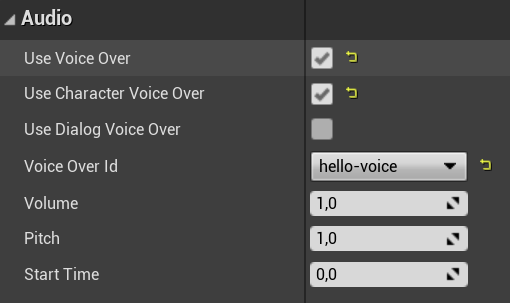 Audio
Use Voice Over
Use Character Voice Over
Use Dialog Voice Over
Voice Over Id hello-voice
Volume 1,0
Pitch 1,0
Start Time 0,0